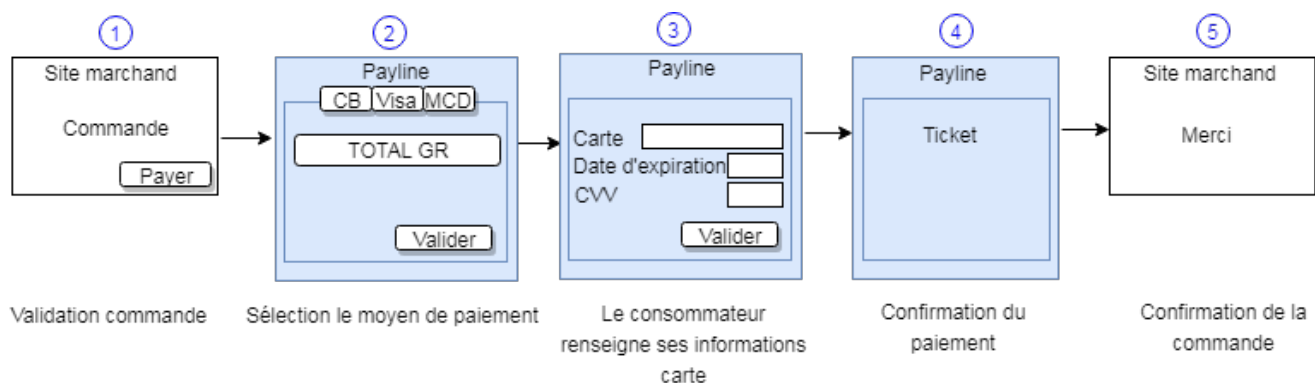 1
Site marchand
Commande
Payer
Validation commande
2
Payline
CB Visa MCD
TOTAL GR
Valider
Sélection le moyen de paiement
3
Payline
Carte
Date d'expiration
CVV
Valider
Le consommateur
renseigne ses informations
carte
4
Payline
Ticket
Confirmation du
paiement
5
Site marchand
Merci
Confirmation de la
commande